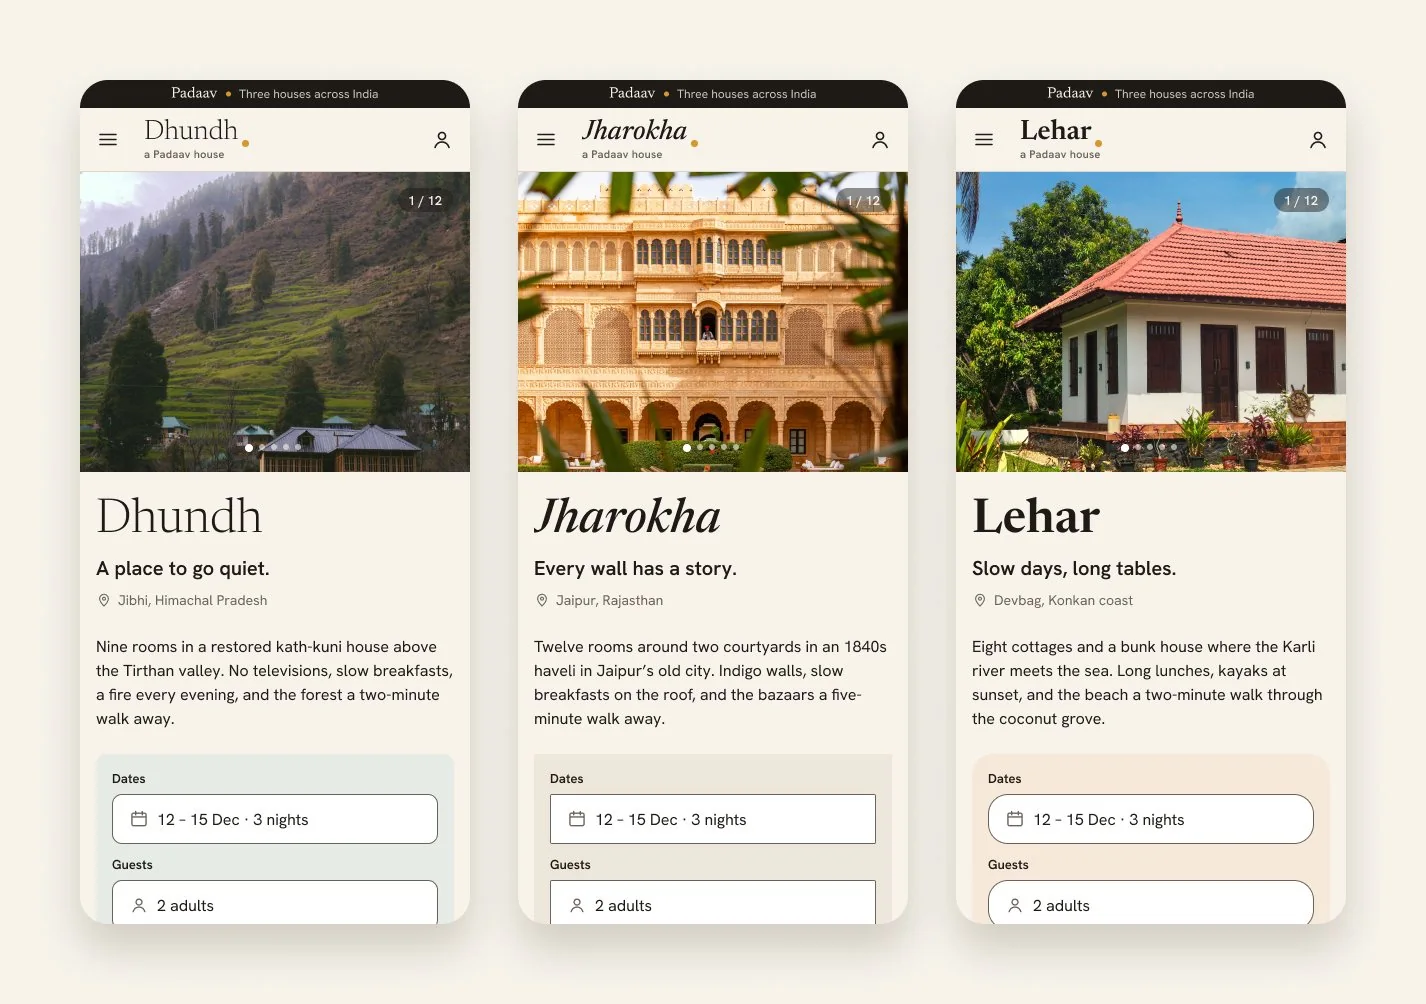 Padaav • Three houses across India
Dhundh
a Padaav house
1 / 12
Dhundh
A place to go quiet.
Jibhi, Himachal Pradesh
Nine rooms in a restored kath-kuni house above
the Tirthan valley. No televisions, slow breakfasts,
a fire every evening, and the forest a two-minute
walk away.
Dates
12 – 15 Dec · 3 nights
Guests
2 adults
Padaav • Three houses across India
Jharokha
a Padaav house
1 / 12
Jharokha
Every wall has a story.
Jaipur, Rajasthan
Twelve rooms around two courtyards in an 1840s
haveli in Jaipur’s old city. Indigo walls, slow
breakfasts on the roof, and the bazaars a five-
minute walk away.
Dates
12 – 15 Dec · 3 nights
Guests
2 adults
Padaav • Three houses across India
Lehar
a Padaav house
1 / 12
Lehar
Slow days, long tables.
Devbag, Konkan coast
Eight cottages and a bunk house where the Karli
river meets the sea. Long lunches, kayaks at
sunset, and the beach a two-minute walk through
the coconut grove.
Dates
12 – 15 Dec · 3 nights
Guests
2 adults